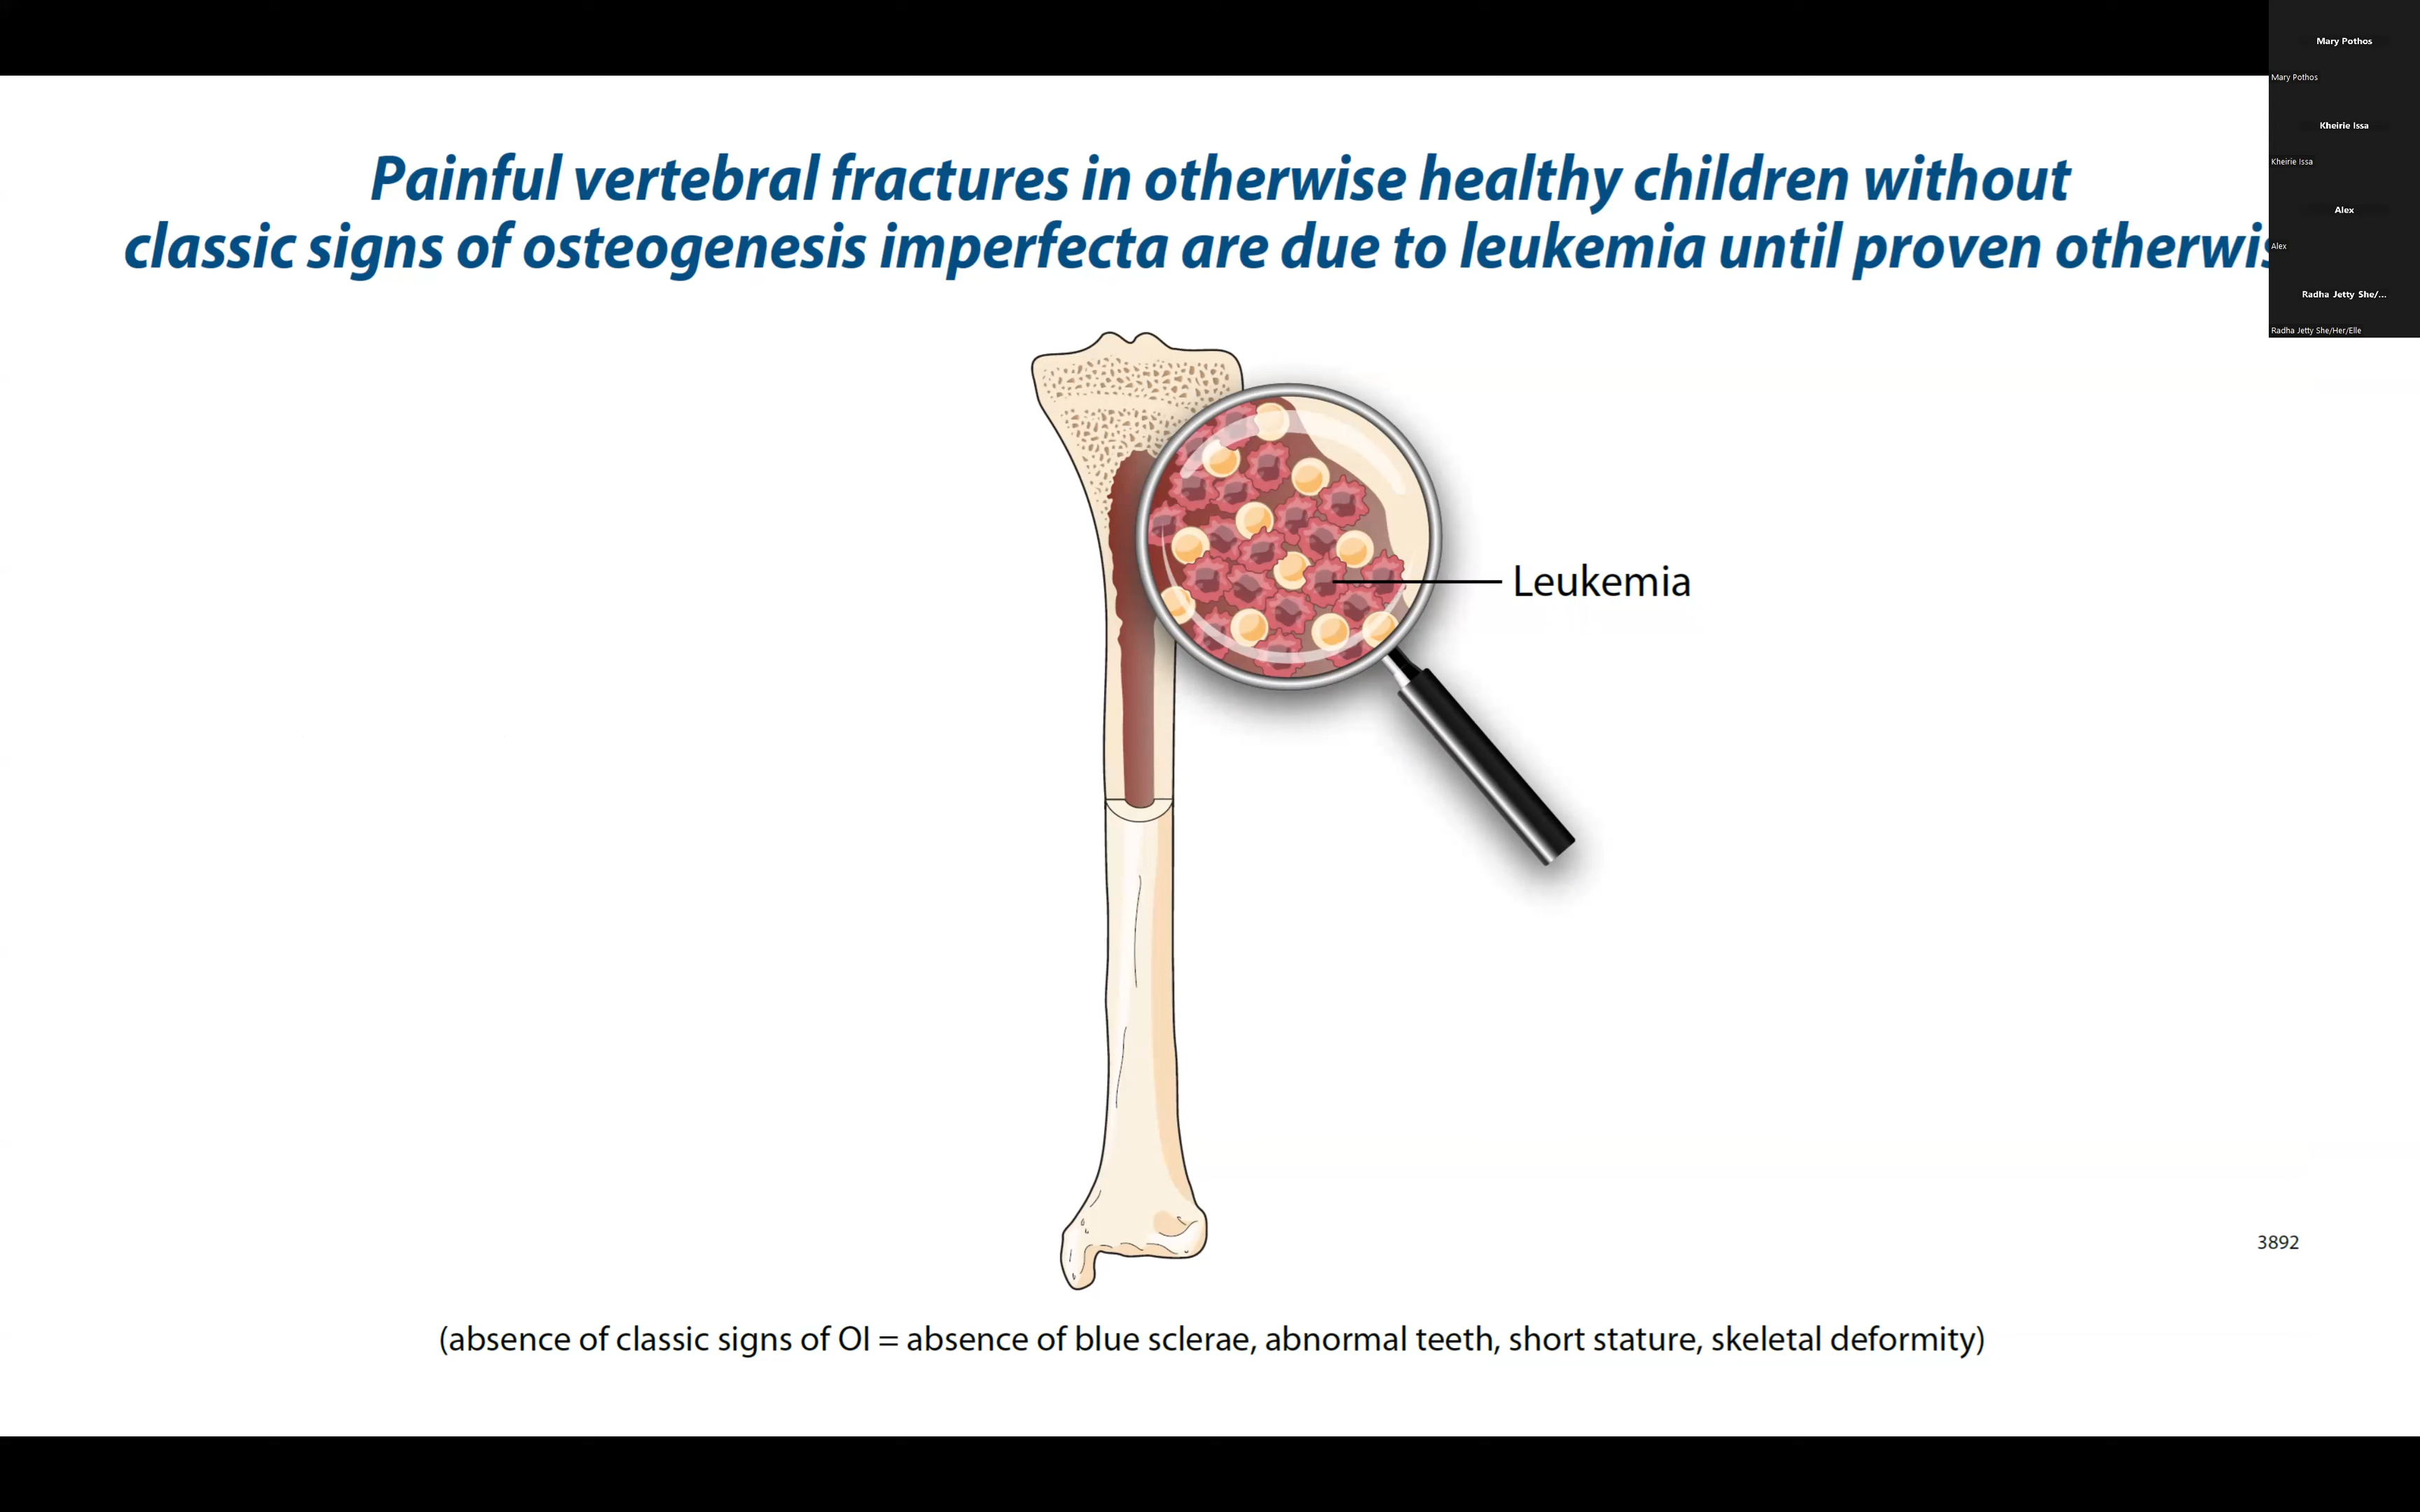 Painful vertebral fractures in otherwise healthy children without
classic signs of osteogenesis imperfecta are due to leukemia until proven otherwis
Mary Pothos
Mary Pothos
Kheirie Issa
Kheirie Issa
Alex
Alex
Radha Jetty She/...
Radha Jetty She/Her/Elle
Leukemia
3892
(absence of classic signs of OI = absence of blue sclerae, abnormal teeth, short stature, skeletal deformity)